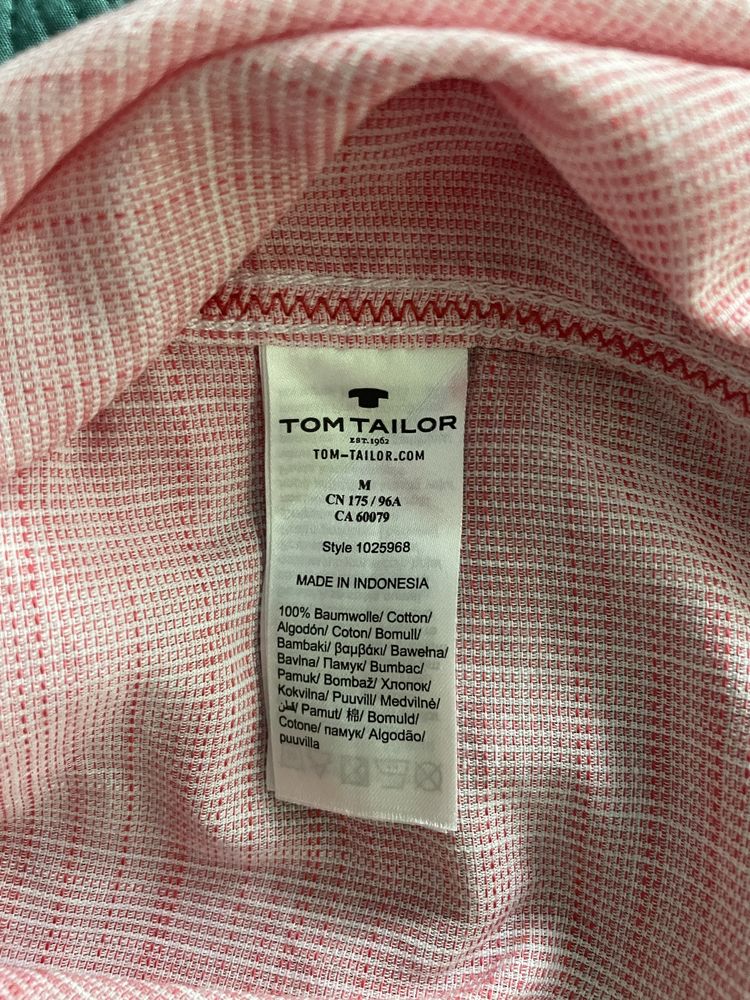 TOM TAILOR
EST. 1962
TOM-TAILOR.COM
M
CN 175 / 96A
CA 60079
Style 1025968
MADE IN INDONESIA
100% Baumwolle/ Cotton/
Algodón/ Coton/ Bomull/
Bambaki/ βαμβάκι/ Bawełna/
Bavlna/ Памук/ Bumbac/
Pamuk/ Bombaž/ Хлопок/
Kokvilna/ Puuvill/ Medvilnė/
قطن/ Pamut/ 棉/ Bomuld/
Cotone/ памук/ Algodão/
puuvilla